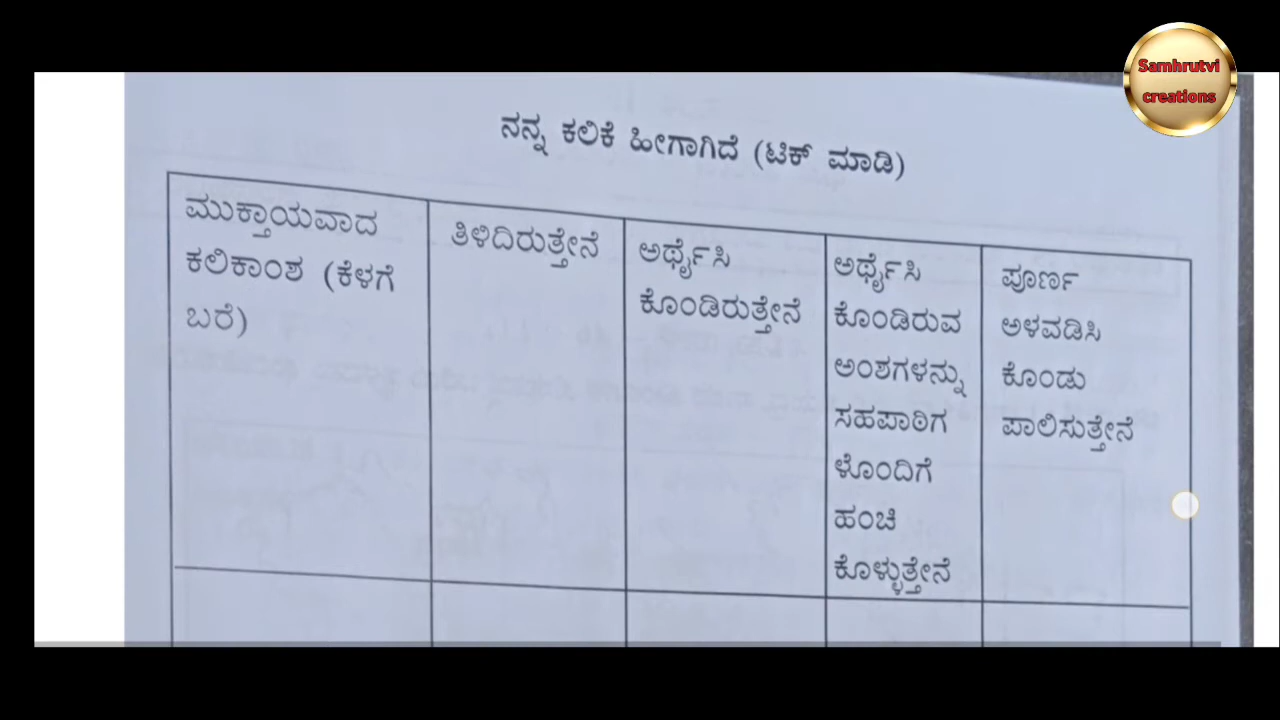 Samhrutvi
creations
ನನ್ನ ಕಲಿಕೆ ಹೀಗಾಗಿದೆ (ಟಿಕ್ ಮಾಡಿ)
ಮುಕ್ತಾಯವಾದ
ಕಲಿಕಾಂಶ (ಕೆಳಗೆ
ಬರೆ)
ತಿಳಿದಿರುತ್ತೇನೆ
ಅರ್ಥೈಸಿ
ಕೊಂಡಿರುತ್ತೇನೆ
ಅರ್ಥೈಸಿ
ಕೊಂಡಿರುವ
ಅಂಶಗಳನ್ನು
ಸಹಪಾಠಿಗ
ಳೊಂದಿಗೆ
ಹಂಚಿ
ಕೊಳ್ಳುತ್ತೇನೆ
ಪೂರ್ಣ
ಅಳವಡಿಸಿ
ಕೊಂಡು
ಪಾಲಿಸುತ್ತೇನೆ